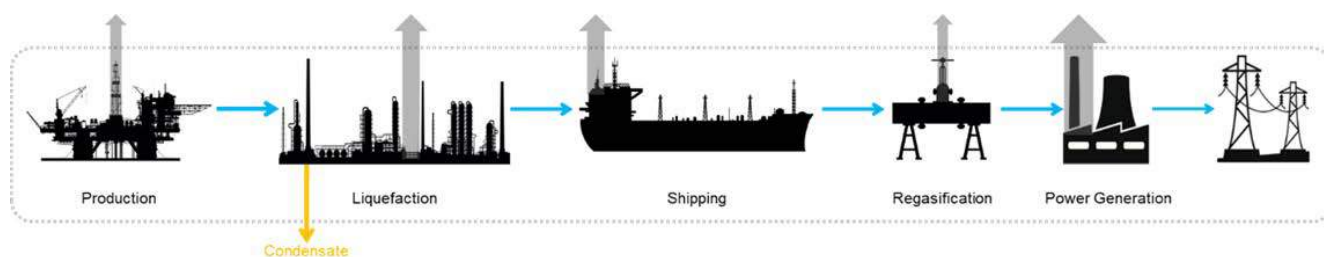 Production
Liquefaction
Shipping
Regasification
Power Generation
Condensate